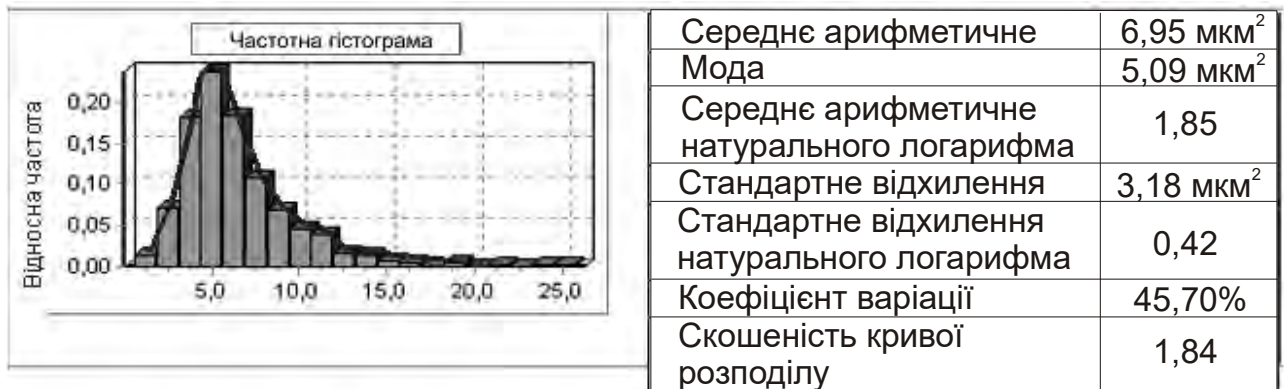 Частотна гістограма
Відносна частота
0,20
0,15
0,10
0,05
0,00
5,0 10,0 15,0 20,0 25,0
Середнє арифметичне 6,95 мкм²
Мода 5,09 мкм²
Середнє арифметичне
натурального логарифма 1,85
Стандартне відхилення 3,18 мкм²
Стандартне відхилення
натурального логарифма 0,42
Коефіцієнт варіації 45,70%
Скошеність кривої
розподілу 1,84